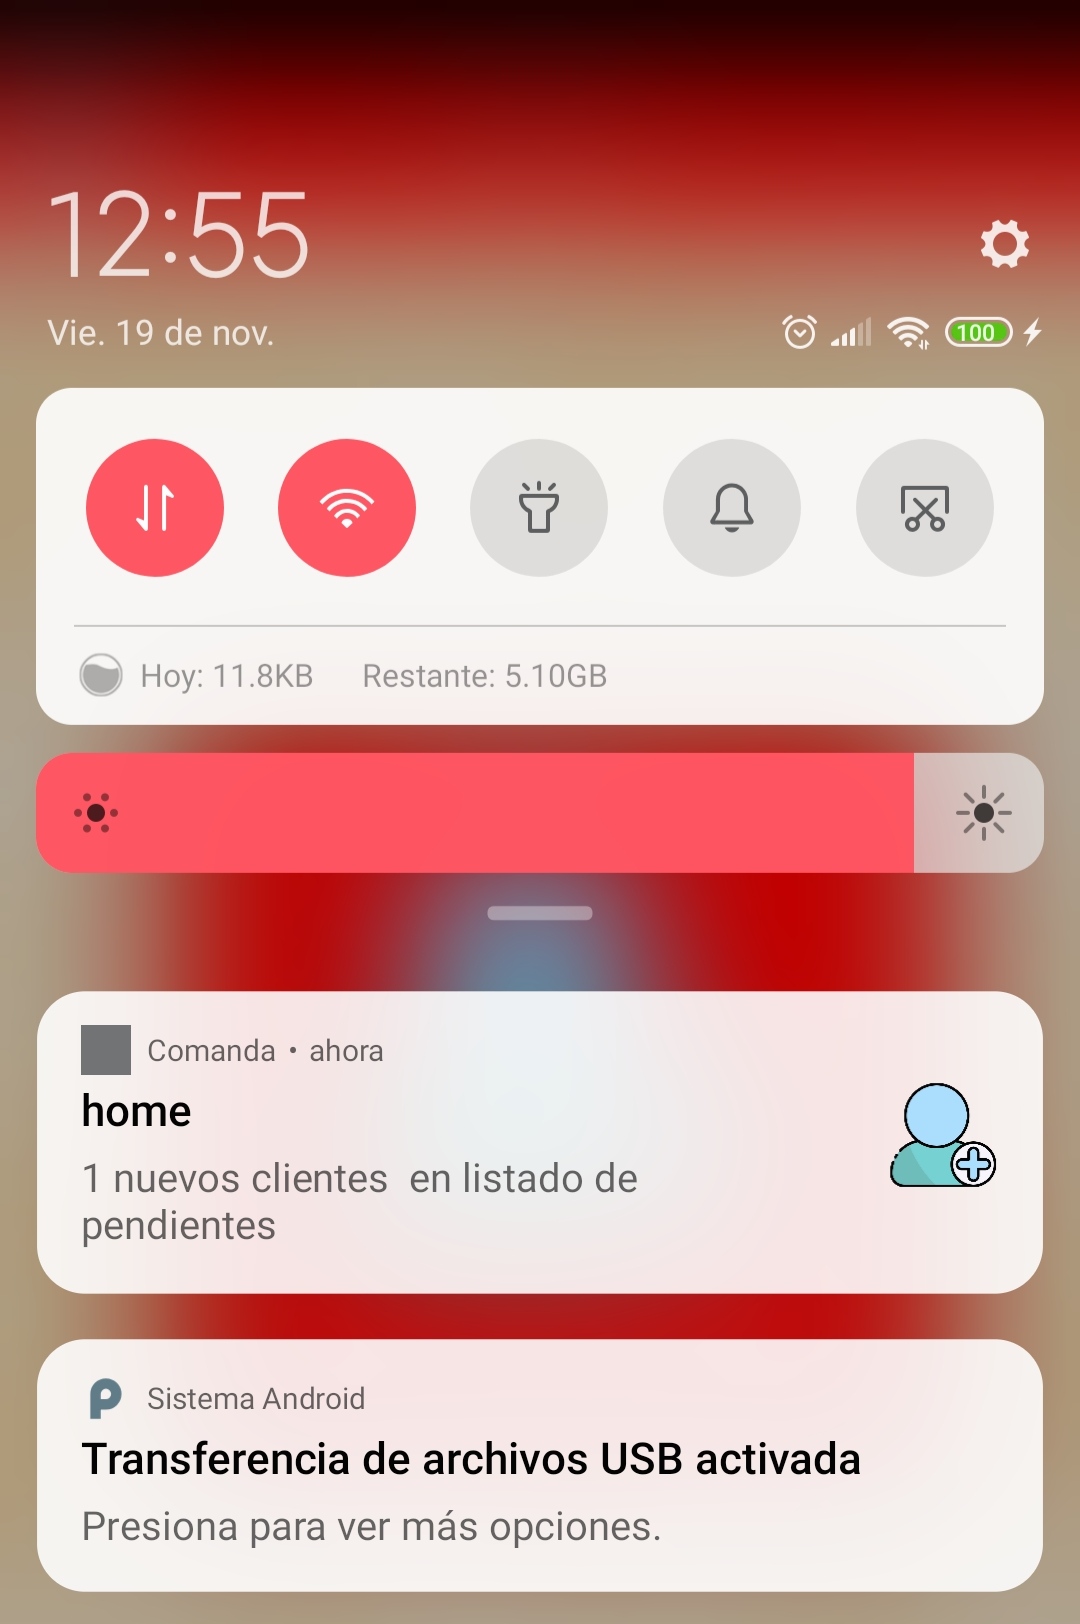 12:55
Vie. 19 de nov.
100
Hoy: 11.8KB Restante: 5.10GB
Comanda • ahora
home
1 nuevos clientes  en listado de
pendientes
Sistema Android
Transferencia de archivos USB activada
Presiona para ver más opciones.